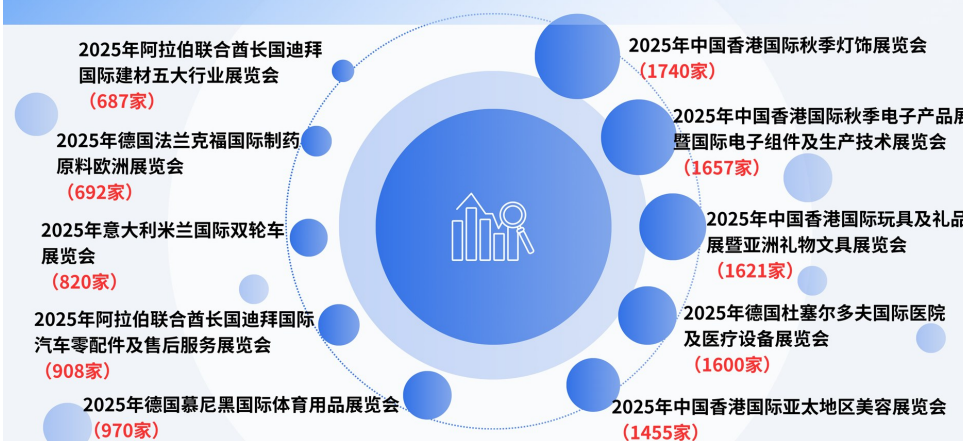 2025年阿拉伯联合酋长国迪拜
国际建材五大行业展览会
（687家）
2025年德国法兰克福国际制药
原料欧洲展览会
（692家）
2025年意大利米兰国际双轮车
展览会
（820家）
2025年阿拉伯联合酋长国迪拜国际
汽车零配件及售后服务展览会
（908家）
2025年德国慕尼黑国际体育用品展览会
（970家）
2025年中国香港国际秋季灯饰展览会
（1740家）
2025年中国香港国际秋季电子产品展
暨国际电子组件及生产技术展览会
（1657家）
2025年中国香港国际玩具及礼品
展暨亚洲礼物文具展览会
（1621家）
2025年德国杜塞尔多夫国际医院
及医疗设备展览会
（1600家）
2025年中国香港国际亚太地区美容展览会
（1455家）